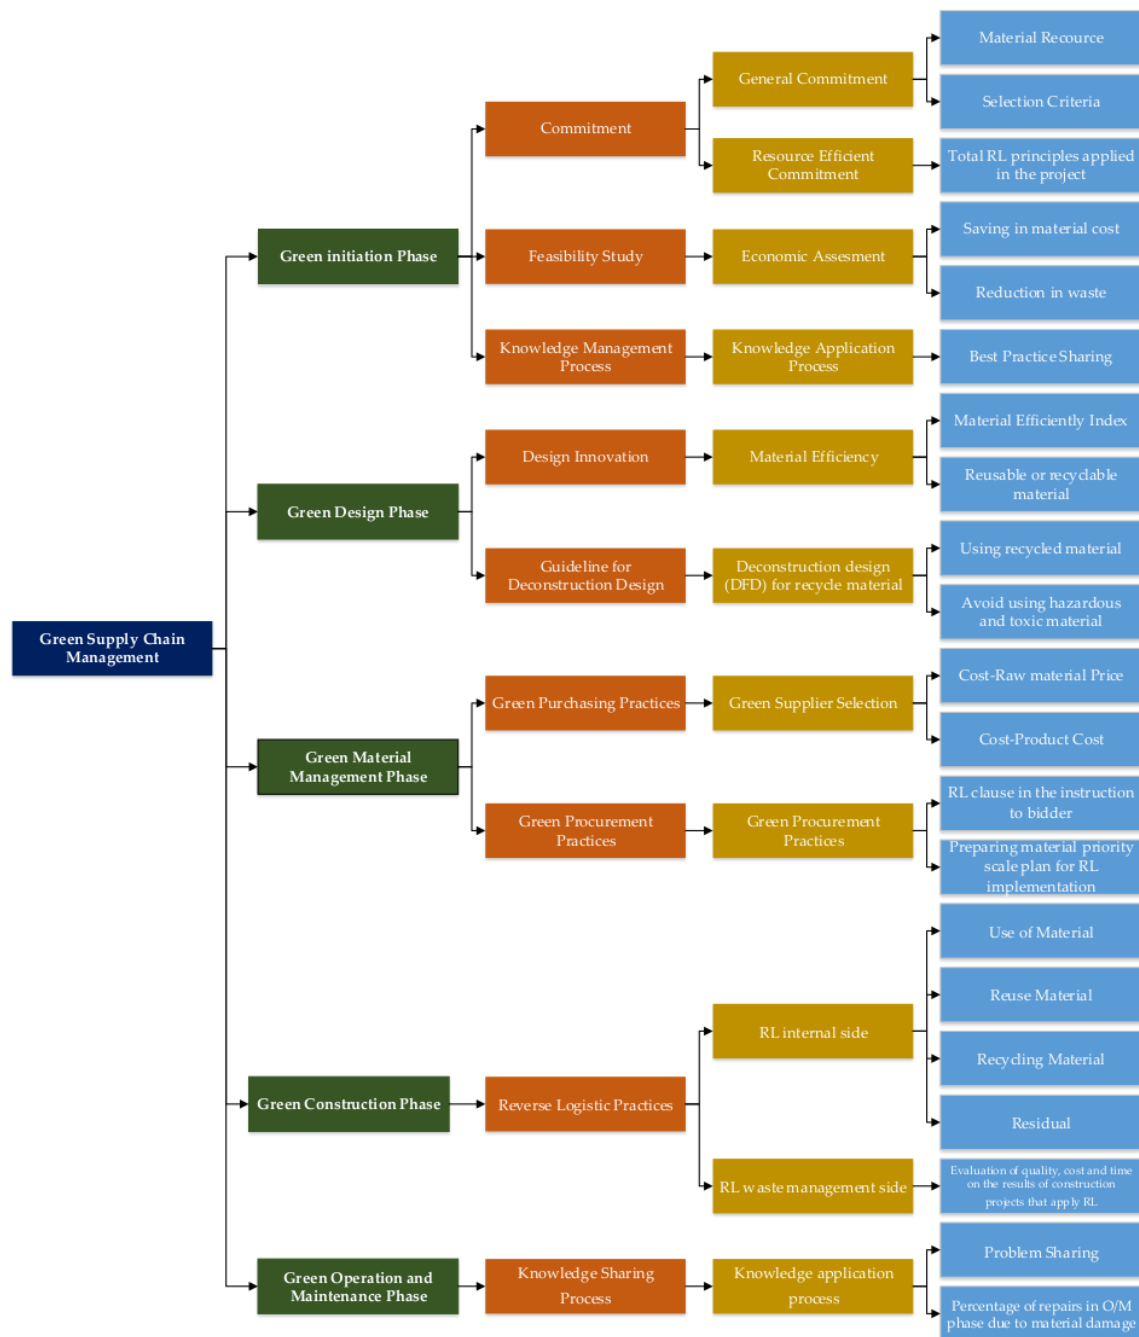 Material Recource
General Commitment
Selection Criteria
Commitment
Resource Efficient
Commitment
Total RL principles applied
in the project
Green initiation Phase
Feasibility Study
Economic Assesment
Saving in material cost
Reduction in waste
Knowledge Management
Process
Knowledge Application
Process
Best Practice Sharing
Design Innovation
Material Efficiency
Material Efficiently Index
Reusable or recyclable
material
Green Design Phase
Guideline for
Deconstruction Design
Deconstruction design
(DFD) for recycle material
Using recycled material
Avoid using hazardous
and toxic material
Green Supply Chain
Management
Green Purchasing Practices
Green Supplier Selection
Cost-Raw material Price
Cost-Product Cost
Green Material
Management Phase
Green Procurement
Practices
Green Procurement
Practices
RL clause in the instruction
to bidder
Preparing material priority
scale plan for RL
implementation
Use of Material
Reuse Material
RL internal side
Recycling Material
Residual
Green Construction Phase
Reverse Logistic Practices
RL waste management side
Evaluation of quality, cost and time
on the results of construction
projects that apply RL
Green Operation and
Maintenance Phase
Knowledge Sharing
Process
Knowledge application
process
Problem Sharing
Percentage of repairs in O/M
phase due to material damage